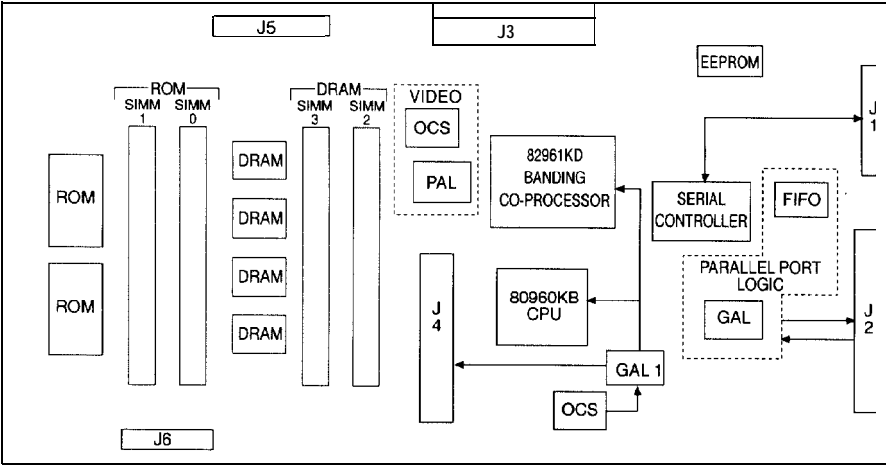 J5
J3
EEPROM
ROM
SIMM
1
SIMM
0
DRAM
SIMM
3
SIMM
2
VIDEO
OCS
PAL
J
1
82961KD
BANDING
CO-PROCESSOR
SERIAL
CONTROLLER
FIFO
ROM
ROM
DRAM
DRAM
DRAM
DRAM
J
4
80960KB
CPU
PARALLEL PORT
LOGIC
GAL
J
2
GAL 1
OCS
J6